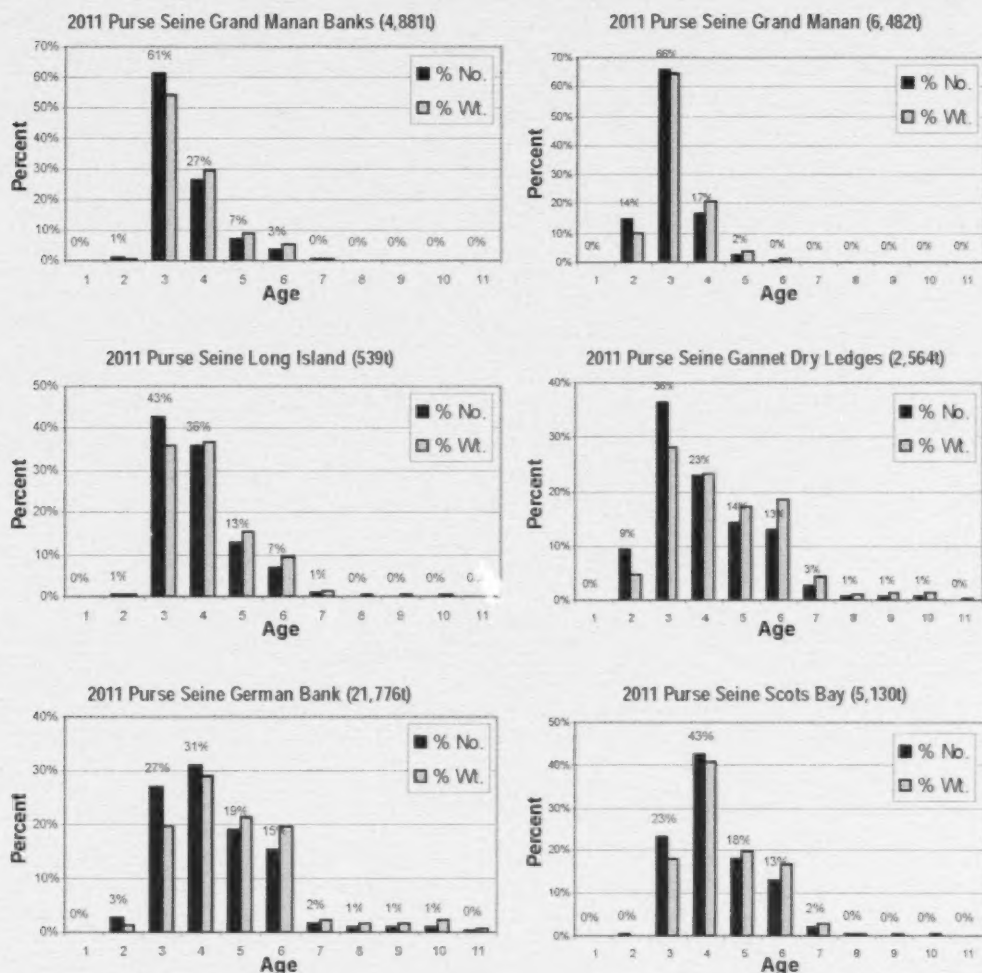 2011 Purse Seine Grand Manan Banks (4,881t)
70%
60%
50%
40%
30%
20%
10%
0%
Percent
0% 1% 61% 27% 7% 3% 0% 0% 0% 0% 0%
% No.
% Wt.
1 2 3 4 5 6 7 8 9 10 11
Age
2011 Purse Seine Grand Manan (6,482t)
70%
60%
50%
40%
30%
20%
10%
0%
Percent
0% 14% 66% 17% 2% 0% 0% 0% 0% 0% 0%
% No.
% Wt.
1 2 3 4 5 6 7 8 9 10 11
Age
2011 Purse Seine Long Island (539t)
50%
40%
30%
20%
10%
0%
Percent
0% 1% 43% 36% 13% 7% 1% 0% 0% 0% 0%
% No.
% Wt.
1 2 3 4 5 6 7 8 9 10 11
Age
2011 Purse Seine Gannet Dry Ledges (2,564t)
40%
30%
20%
10%
0%
Percent
0% 9% 36% 23% 14% 13% 3% 1% 1% 1% 0%
% No.
% Wt.
1 2 3 4 5 6 7 8 9 10 11
Age
2011 Purse Seine German Bank (21,776t)
40%
30%
20%
10%
0%
Percent
0% 3% 27% 31% 19% 15% 2% 1% 1% 1% 0%
% No.
% Wt.
1 2 3 4 5 6 7 8 9 10 11
Age
2011 Purse Seine Scots Bay (5,130t)
50%
40%
30%
20%
10%
0%
Percent
0% 0% 23% 43% 18% 13% 2% 0% 0% 0% 0%
% No.
% Wt.
1 2 3 4 5 6 7 8 9 10 11
Age